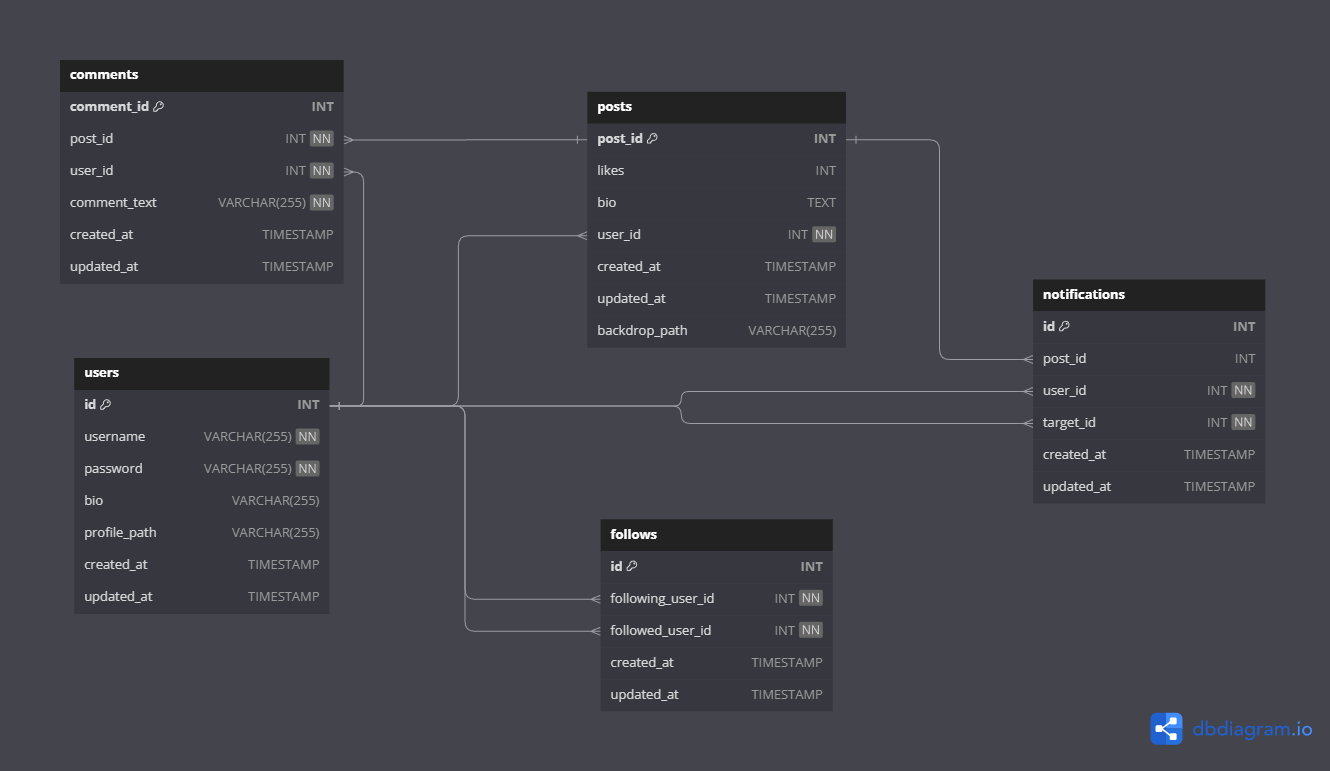 comments
comment_id INT
post_id INT NN
user_id INT NN
comment_text VARCHAR(255) NN
created_at TIMESTAMP
updated_at TIMESTAMP
posts
post_id INT
likes INT
bio TEXT
user_id INT NN
created_at TIMESTAMP
updated_at TIMESTAMP
backdrop_path VARCHAR(255)
notifications
id INT
post_id INT
user_id INT NN
target_id INT NN
created_at TIMESTAMP
updated_at TIMESTAMP
users
id INT
username VARCHAR(255) NN
password VARCHAR(255) NN
bio VARCHAR(255)
profile_path VARCHAR(255)
created_at TIMESTAMP
updated_at TIMESTAMP
follows
id INT
following_user_id INT NN
followed_user_id INT NN
created_at TIMESTAMP
updated_at TIMESTAMP
dbdiagram.io